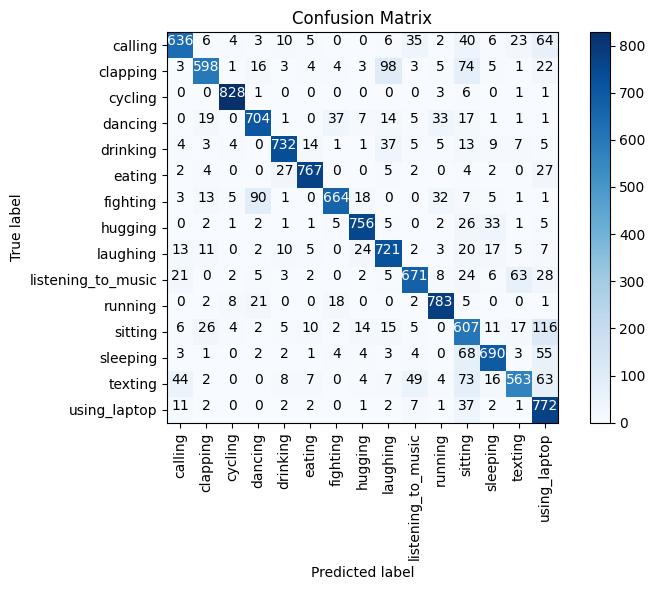 Confusion Matrix
calling 636 6 4 3 10 5 0 0 6 35 2 40 6 23 64
clapping 3 598 1 16 3 4 4 3 98 3 5 74 5 1 22
cycling 0 0 828 1 0 0 0 0 0 0 3 6 0 1 1
dancing 0 19 0 704 1 0 37 7 14 5 33 17 1 1 1
drinking 4 3 4 0 732 14 1 1 37 5 5 13 9 7 5
eating 2 4 0 0 27 767 0 0 5 2 0 4 2 0 27
fighting 3 13 5 90 1 1 664 18 0 0 32 7 5 1 1
hugging 0 2 1 2 1 1 5 756 5 0 2 26 33 1 5
laughing 13 11 0 2 10 5 0 24 721 2 3 20 17 5 7
listening_to_music 21 0 2 5 3 2 0 2 5 671 8 24 6 63 28
running 0 2 8 21 0 0 18 0 0 2 783 5 0 0 1
sitting 6 26 4 2 5 10 2 14 15 5 0 607 11 17 116
sleeping 3 1 0 2 2 1 4 4 3 4 0 68 690 3 55
texting 44 2 0 0 8 7 0 4 7 49 4 73 16 563 63
using_laptop 11 2 0 0 2 2 0 1 2 7 1 37 2 1 772
True label
calling clapping cycling dancing drinking eating fighting hugging laughing listening_to_music running sitting sleeping texting using_laptop
Predicted label
800
700
600
500
400
300
200
100
0